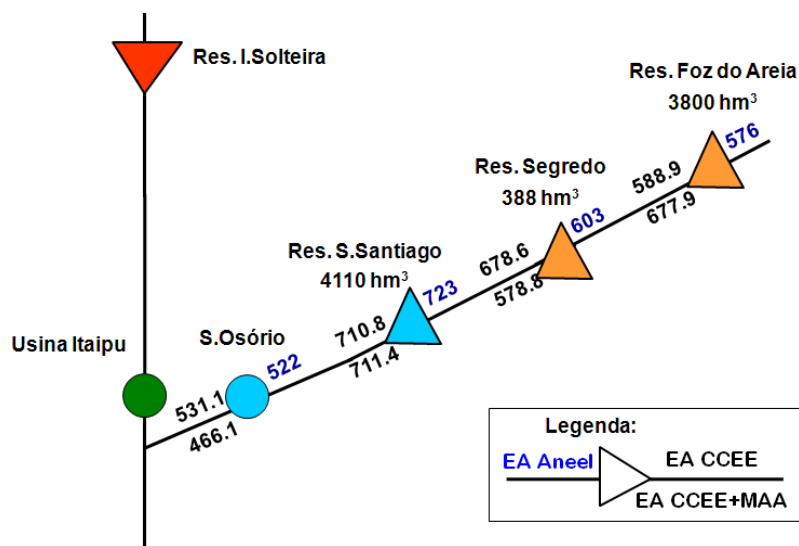 Res. I.Solteira
Res. Foz do Areia
3800 hm³
576
588.9
677.9
Res. Segredo
388 hm³
603
678.6
578.8
Res. S.Santiago
4110 hm³
723
710.8
711.4
Usina Itaipu
S.Osório
522
531.1
466.1
Legenda:
EA Aneel
EA CCEE
EA CCEE+MAA